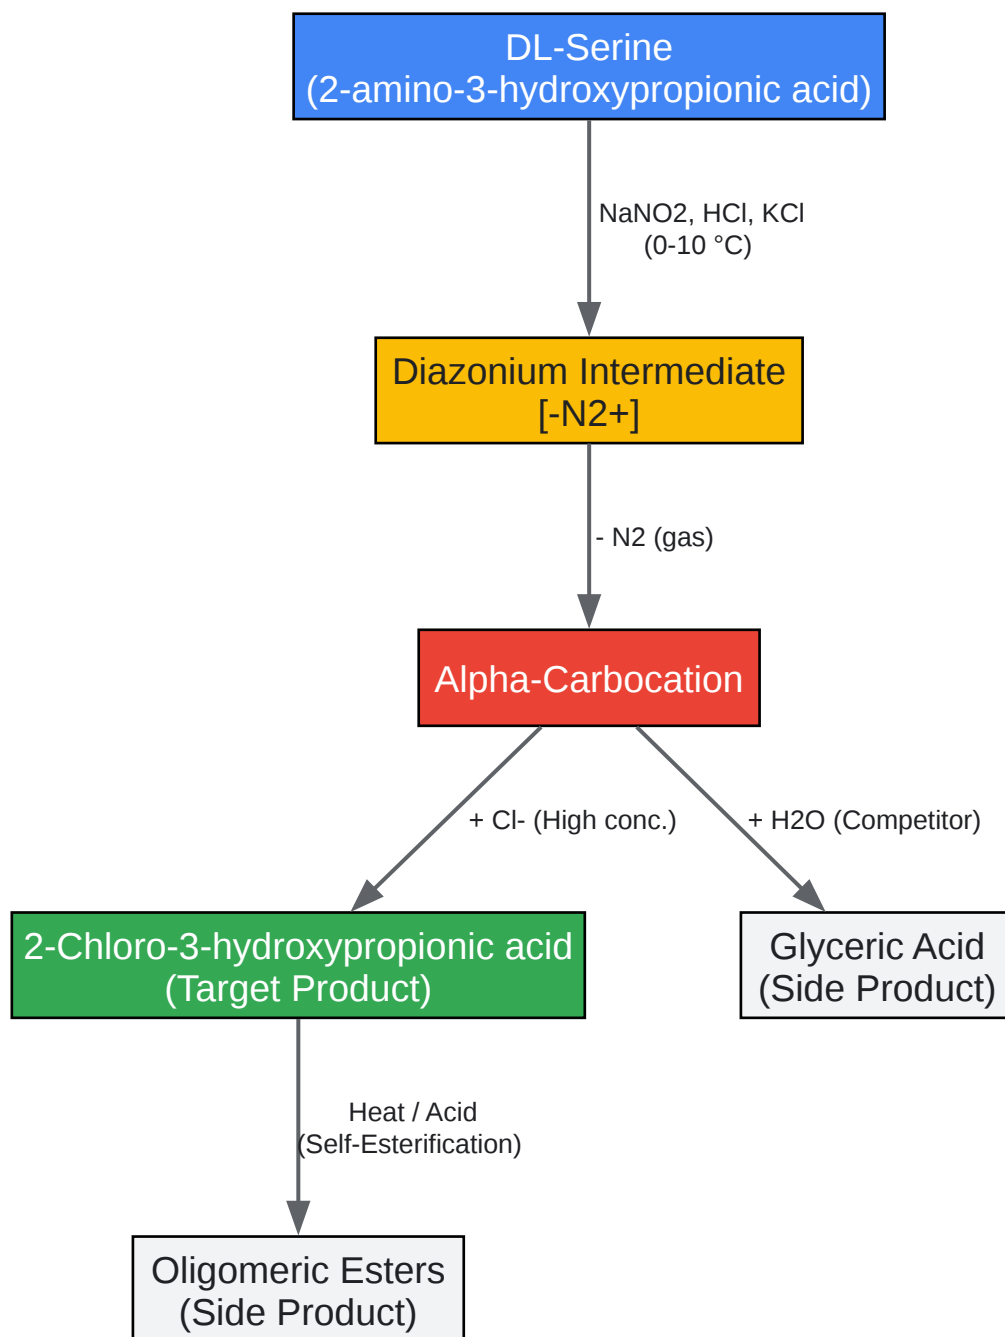 DL-Serine
(2-amino-3-hydroxypropionic acid)
NaNO2, HCl, KCl
(0-10 °C)
Diazonium Intermediate
[-N2+]
- N2 (gas)
Alpha-Carbocation
+ Cl- (High conc.)
+ H2O (Competitor)
2-Chloro-3-hydroxypropionic acid
(Target Product)
Glyceric Acid
(Side Product)
Heat / Acid
(Self-Esterification)
Oligomeric Esters
(Side Product)